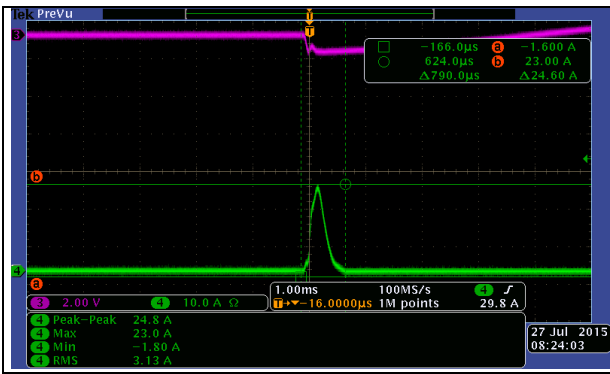 Tek PreVu
T
3
T
−166.0µs a −1.600 A
624.0µs b 23.00 A
Δ790.0µs Δ24.60 A
b
4
a
3 2.00 V 4 10.0 A Ω
1.00ms 100MS/s 4
T→▼−16.0000µs 1M points 29.8 A
4 Peak−Peak 24.8 A
4 Max 23.0 A
4 Min −1.80 A
4 RMS 3.13 A
27 Jul 2015
08:24:03